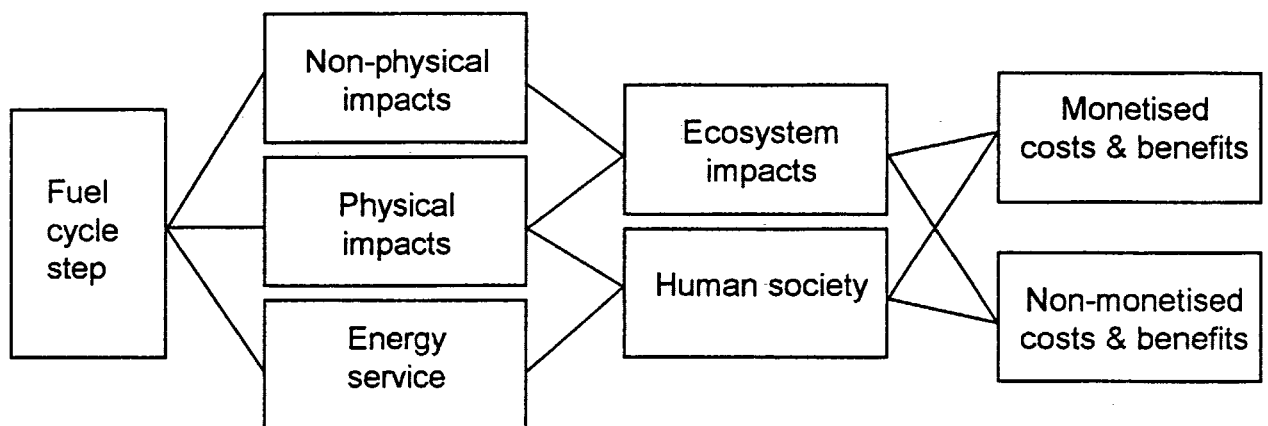 Fuel
cycle
step
Non-physical
impacts
Physical
impacts
Energy
service
Ecosystem
impacts
Human society
Monetised
costs & benefits
Non-monetised
costs & benefits